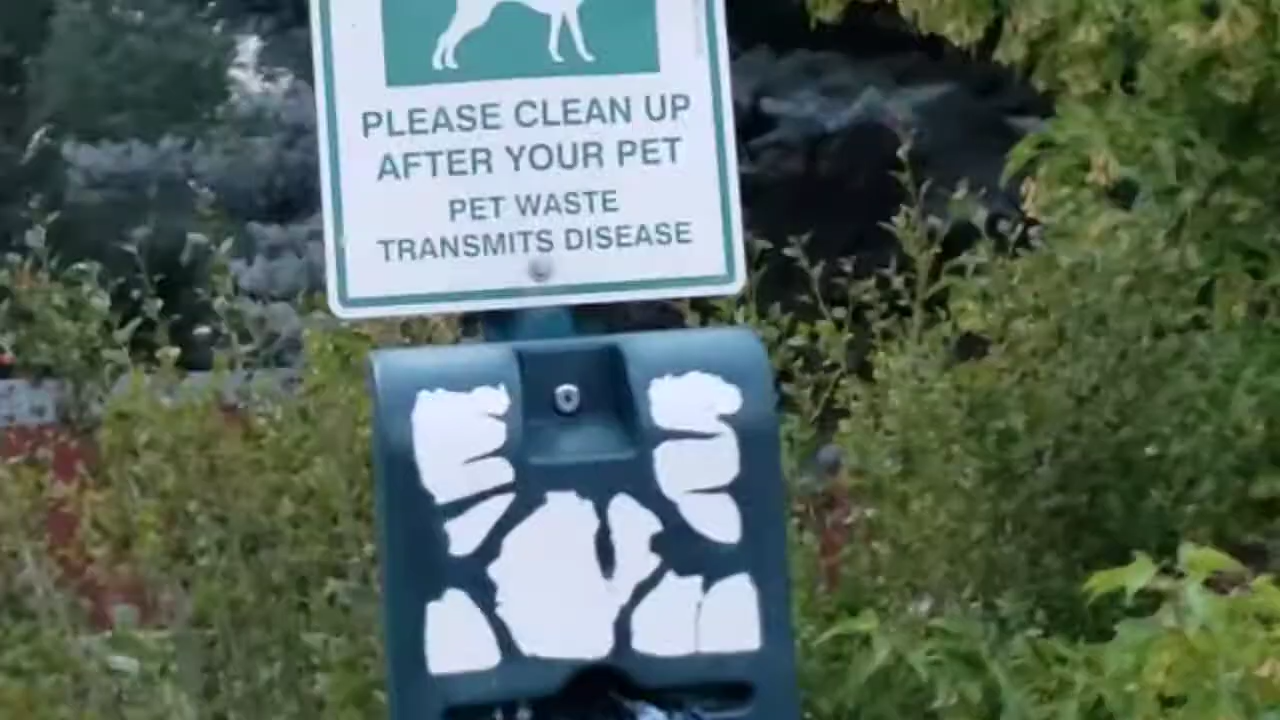 PLEASE CLEAN UP
AFTER YOUR PET
PET WASTE
TRANSMITS DISEASE